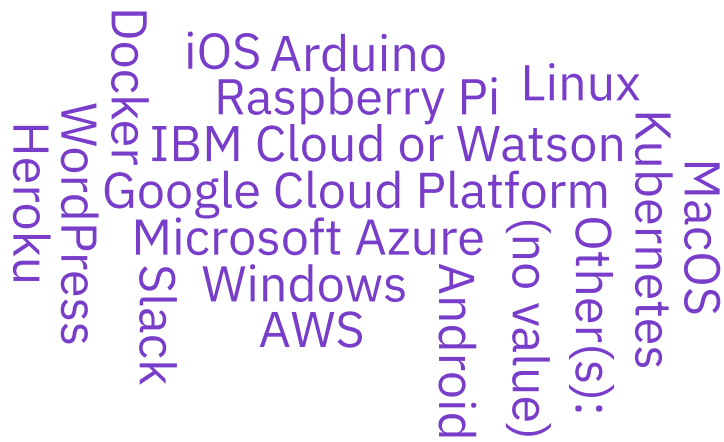 Docker
iOS
Arduino
Raspberry Pi
Linux
IBM Cloud or Watson
Google Cloud Platform
Microsoft Azure
Windows
AWS
Heroku
WordPress
Slack
Android
(no value)
Other(s):
Kubernetes
MacOS